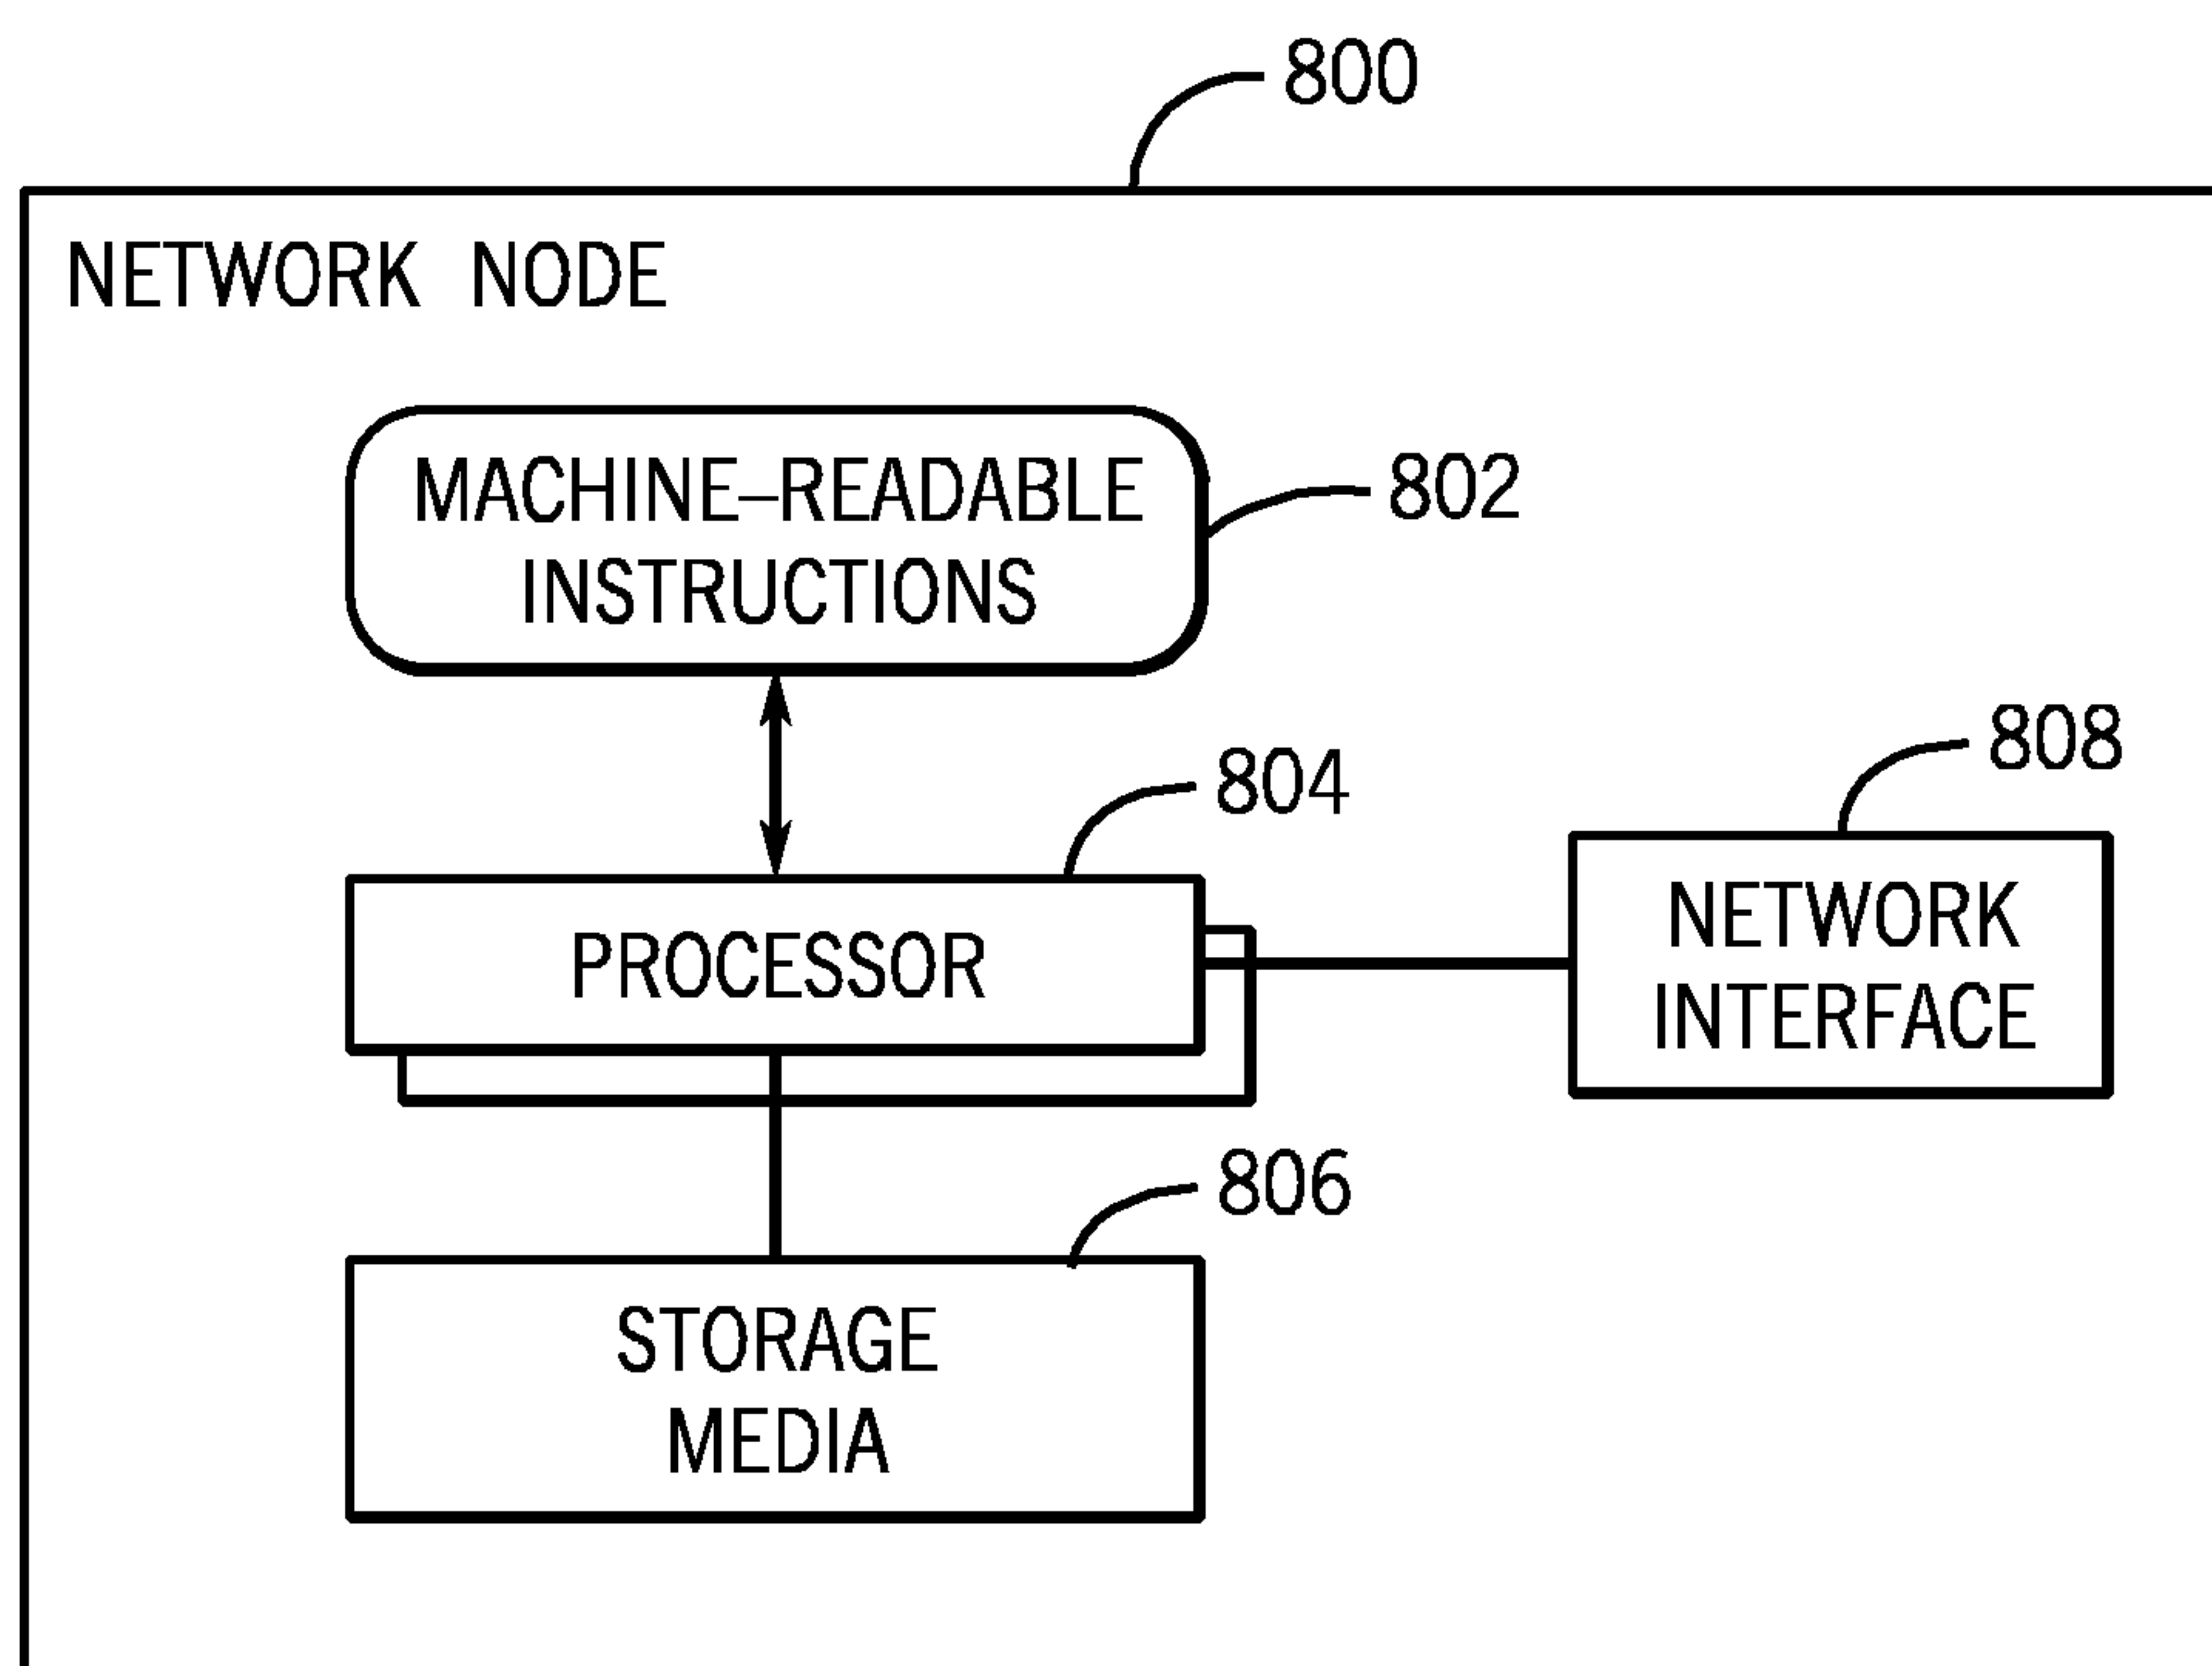 800
NETWORK NODE
MACHINE–READABLE
INSTRUCTIONS
802
804
808
PROCESSOR
NETWORK
INTERFACE
806
STORAGE
MEDIA